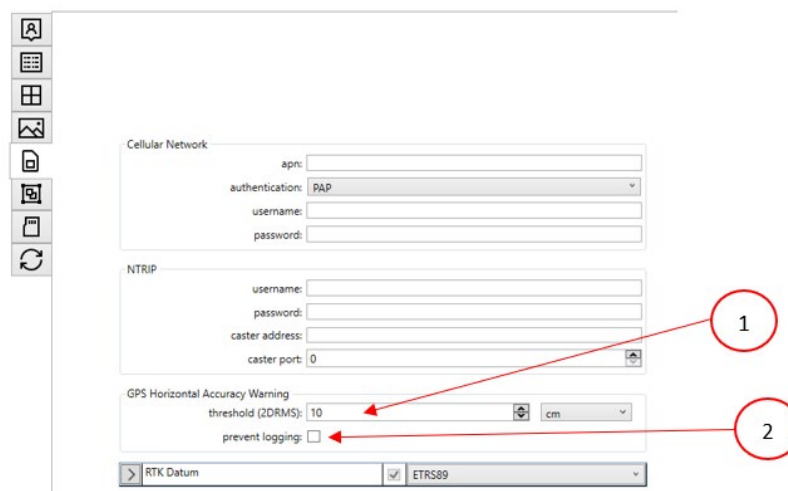 Cellular Network
apn:
authentication: PAP
username:
password:
NTRIP
username:
password:
caster address:
caster port: 0
1
GPS Horizontal Accuracy Warning
threshold (2DRMS): 10 cm
prevent logging:
2
RTK Datum ETRS89